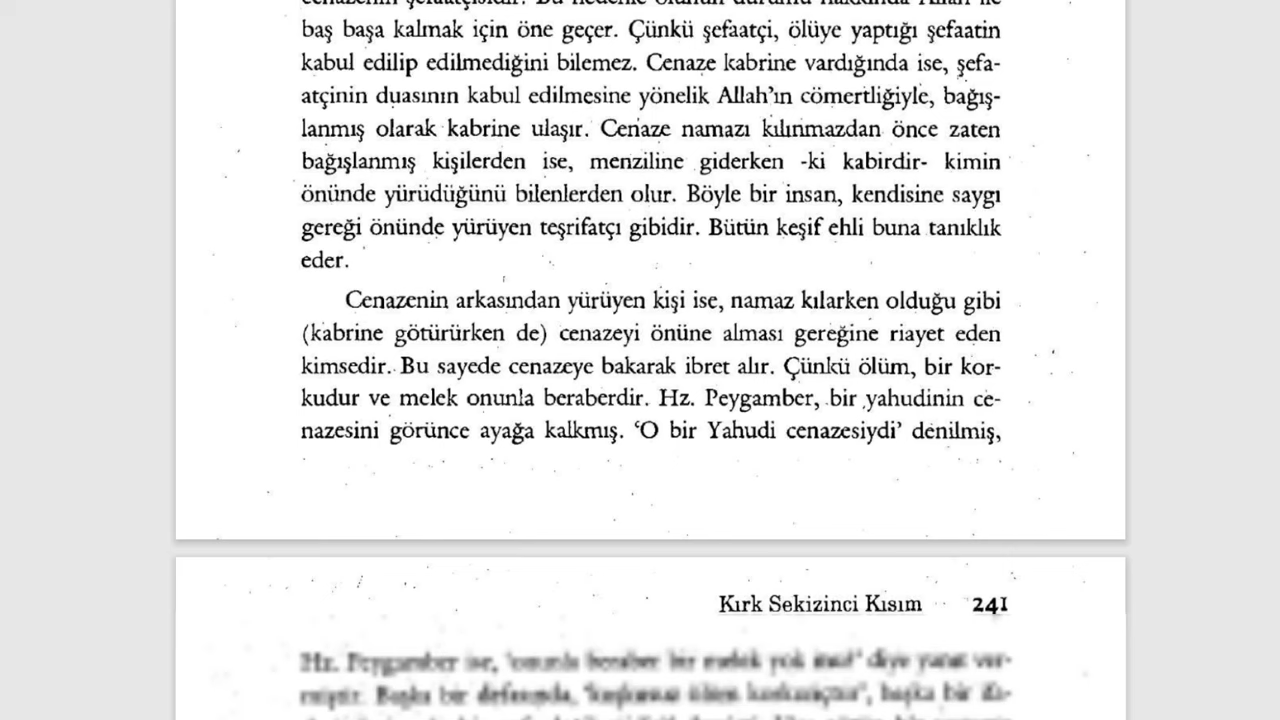 baş başa kalmak için öne geçer. Çünkü şefaatçi, ölüye yaptığı şefaatin
kabul edilip edilmediğini bilemez. Cenaze kabrine vardığında ise, şefa-
atçinin duasının kabul edilmesine yönelik Allah'ın cömertliğiyle, bağış-
lanmış olarak kabrine ulaşır. Cenaze namazı kılınmazdan önce zaten
bağışlanmış kişilerden ise, menziline giderken -ki kabirdir- kimin
önünde yürüdüğünü bilenlerden olur. Böyle bir insan, kendisine saygı
gereği önünde yürüyen teşrifatçı gibidir. Bütün keşif ehli buna tanıklık
eder.
Cenazenin arkasından yürüyen kişi ise, namaz kılarken olduğu gibi
(kabrine götürürken de) cenazeyi önüne alması gereğine riayet eden
kimsedir. Bu sayede cenazeye bakarak ibret alır. Çünkü ölüm, bir kor-
kudur ve melek onunla beraberdir. Hz. Peygamber, bir yahudinin ce-
nazesini görünce ayağa kalkmış. 'O bir Yahudi cenazesiydi' denilmiş,
Kırk Sekizinci Kısım 241
Hz. Peygamber ise,